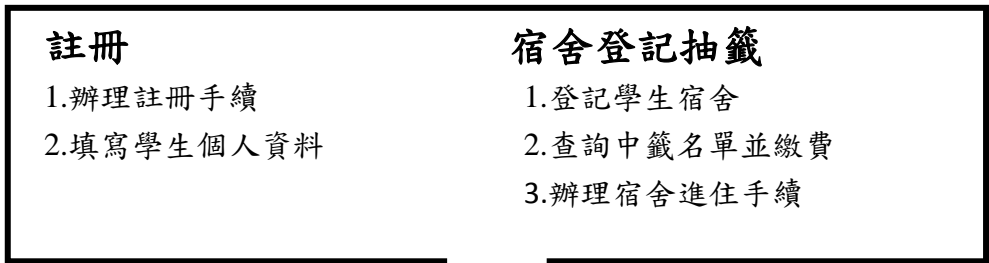 註冊
1.辦理註冊手續
2.填寫學生個人資料
宿舍登記抽籤
1.登記學生宿舍
2.查詢中籤名單並繳費
3.辦理宿舍進住手續